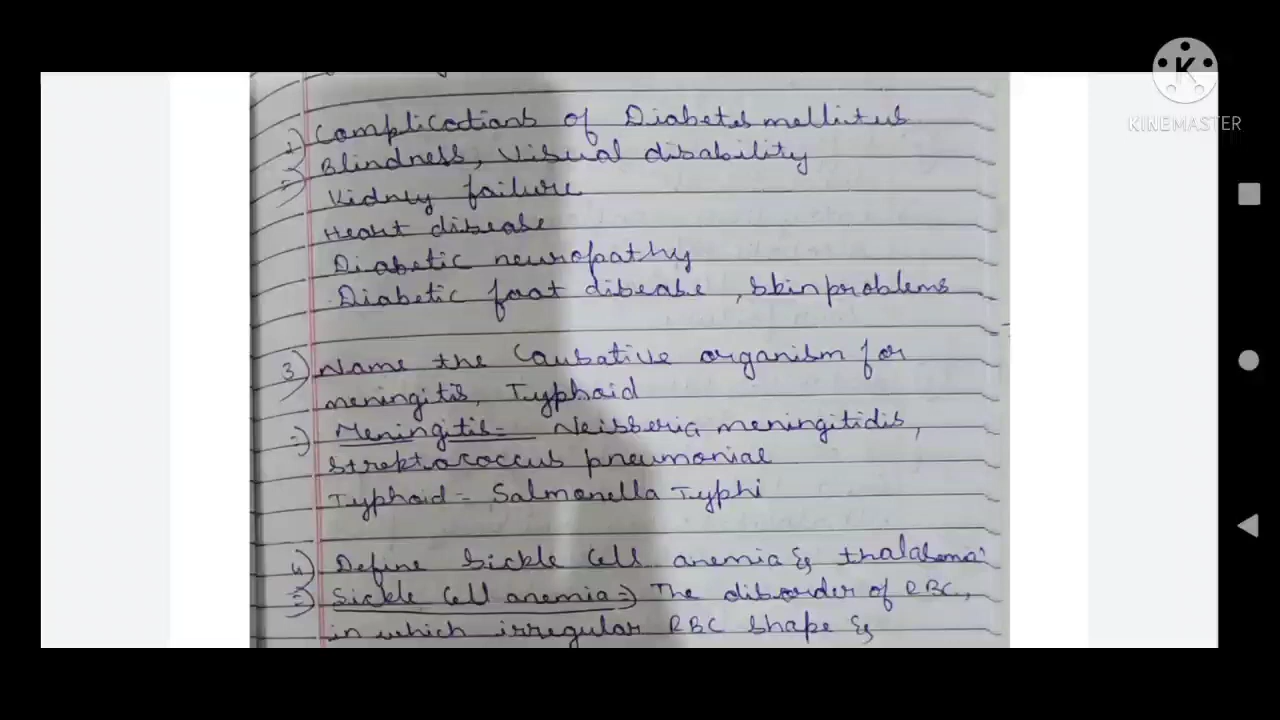 2) Complications of Diabetes mellitus
=) Blindness, Visual disability
Kidney failure
Heart disease
Diabetic neuropathy
Diabetic foot disease, skin problems
3) Name the Causative organism for
meningitis, Typhoid
=) Meningitis = Neisseria meningitidis,
Streptococcus pneumoniae
Typhoid = Salmonella Typhi
4) Define Sickle Cell anemia &
=) Sickle Cell anemia =) The disorder of RBC,
in which irregular RBC shape &
K
KINEMASTER